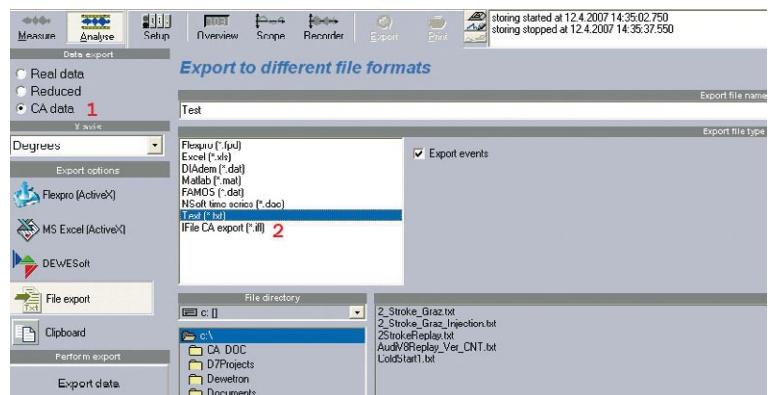 Measure Analyse Setup Overview Scope Recorder Export Print
storing started at 12.4.2007 14:35:02.750
storing stopped at 12.4.2007 14:35:37.550
Data export
Real data
Reduced
CA data 1
X axis
Degrees
Export options
Flexpro (ActiveX)
MS Excel (ActiveX)
DEWESoft
File export
Clipboard
Perform export
Export data
Export to different file formats
Export file name
Test
Export file type
Flexpro (*.fpd)
Excel (*.xls)
DIAdem (*.dat)
Matlab (*.mat)
FAMOS (*.dat)
NSoft time series (*.dac)
Text (*.txt)
IFile CA export (*.ifl) 2
Export events
File directory
c: []
c:\
CA DOC
D7Projects
Dewetron
Documents
2_Stroke_Graz.txt
2_Stroke_Graz_Injection.txt
2StrokeReplay.txt
AudiV8Replay_Ver_CNT.txt
ColdStart1.txt